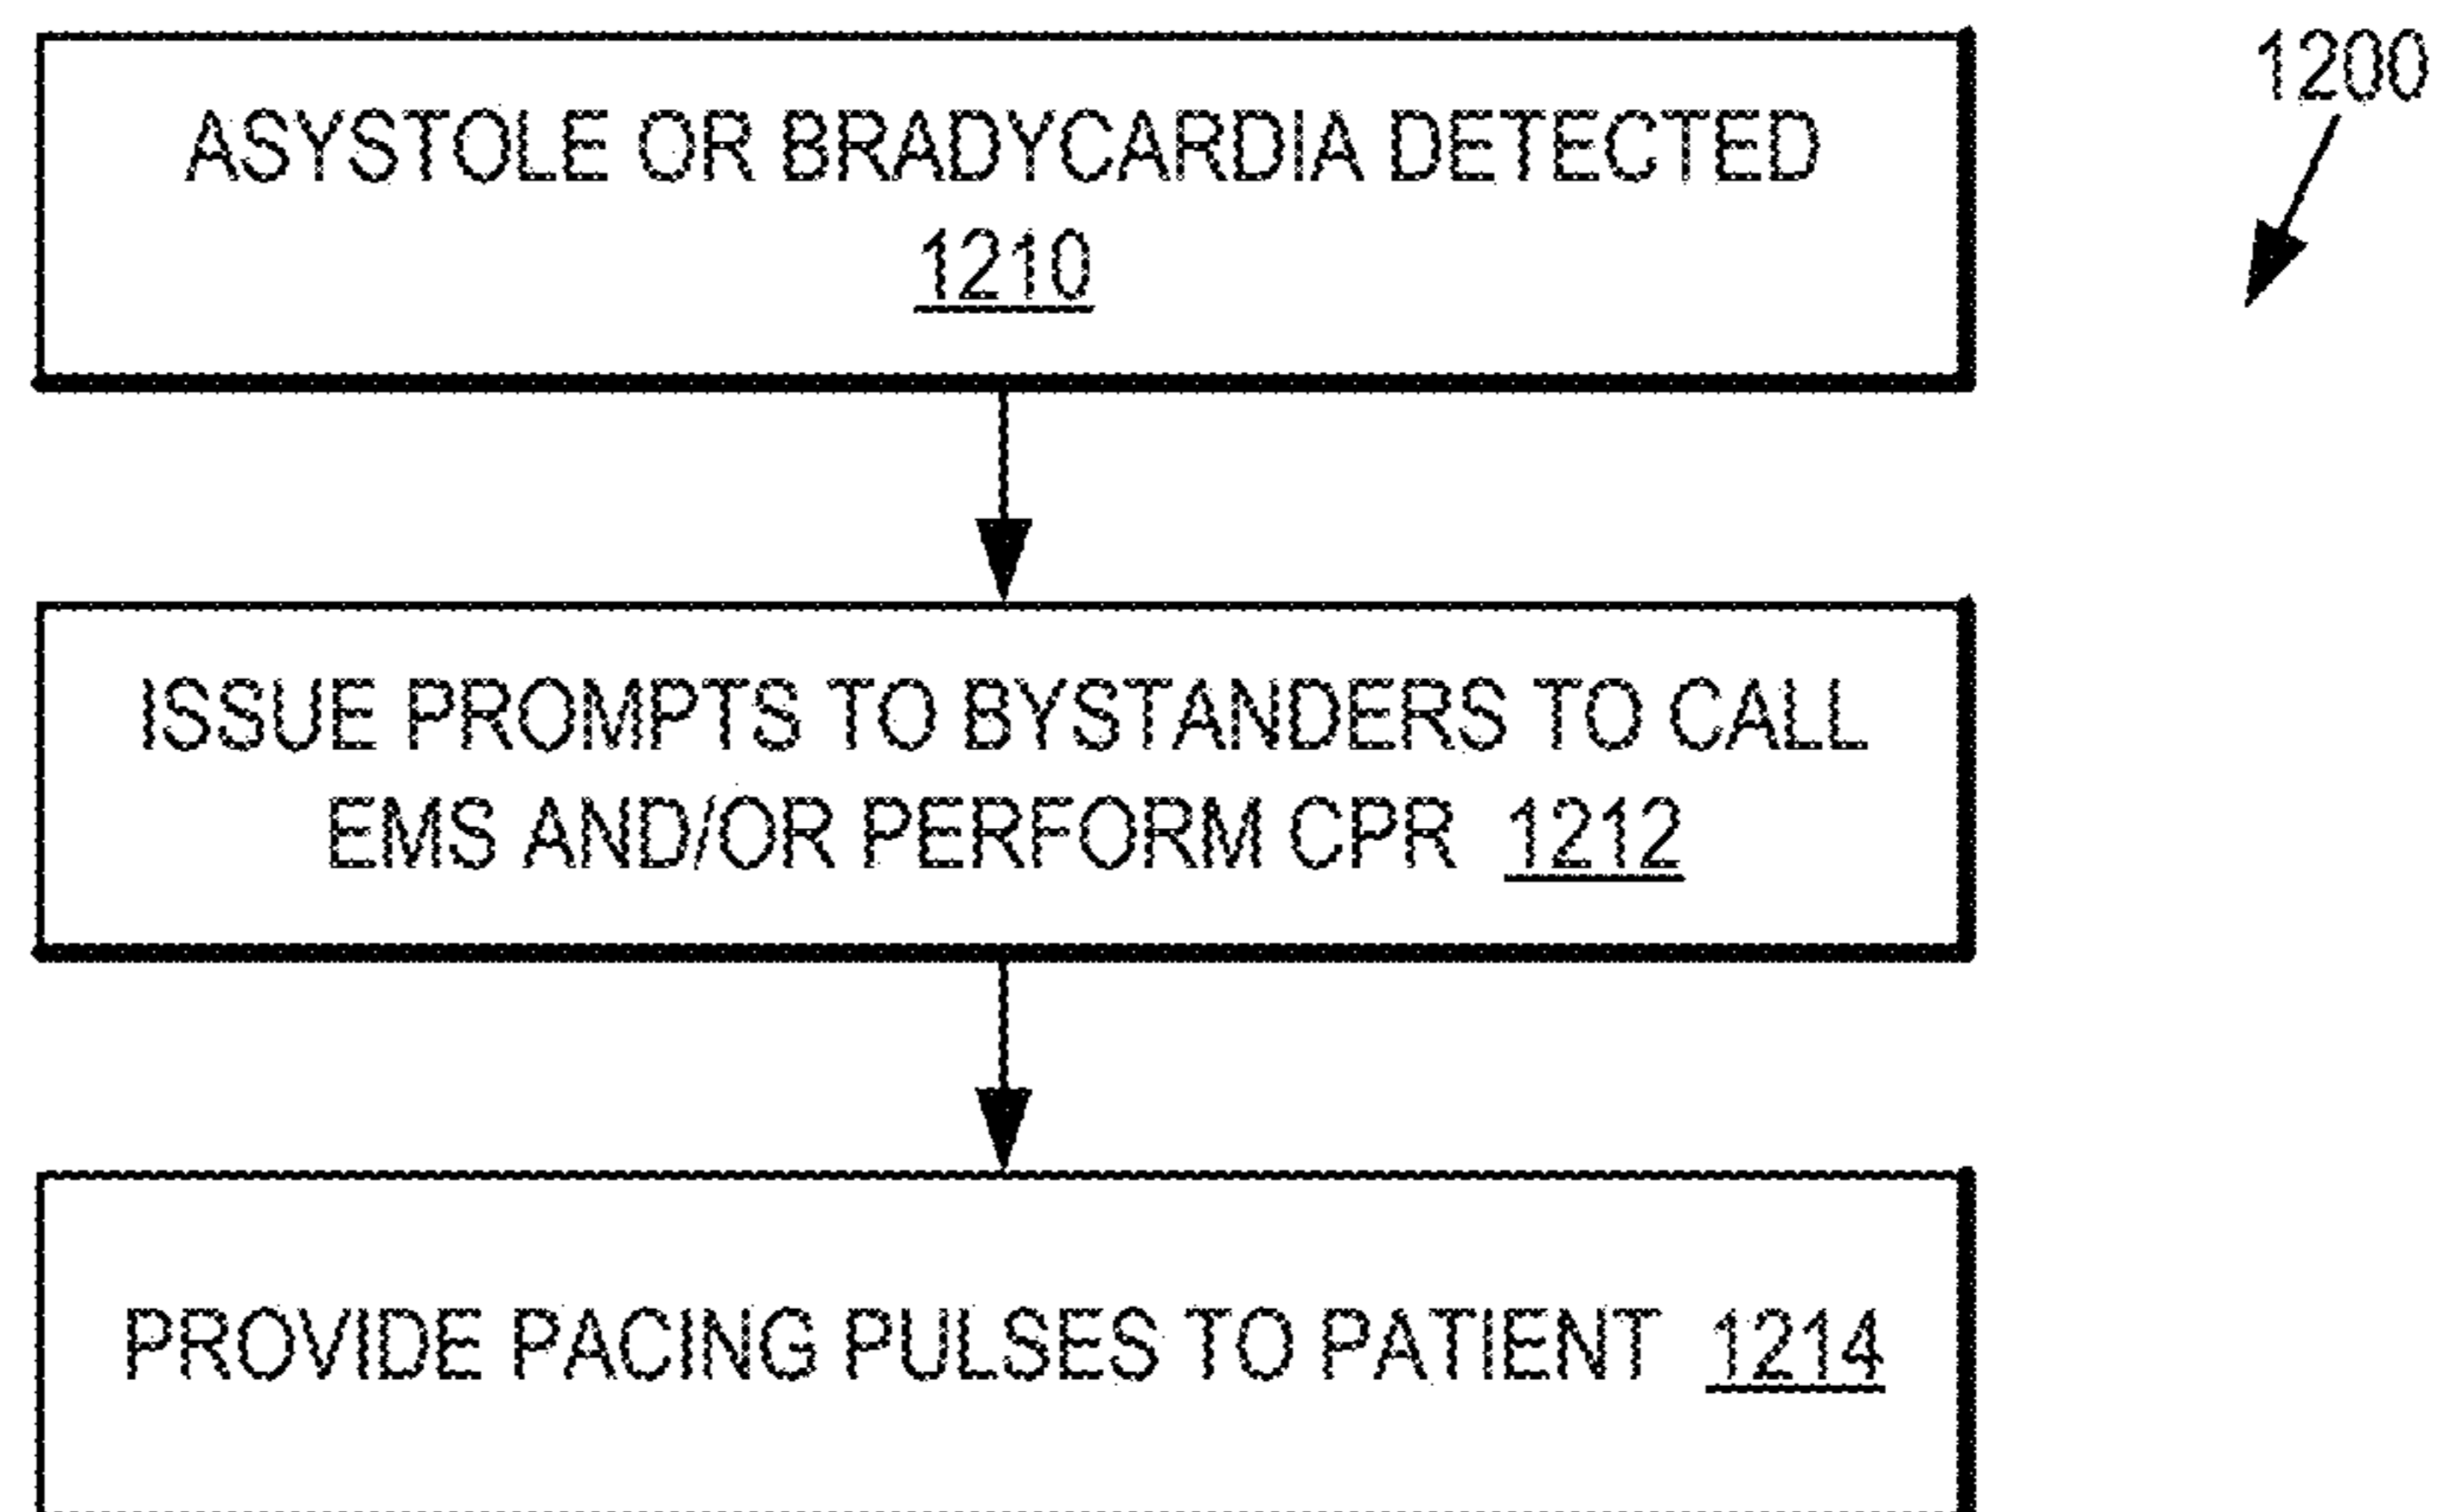 1200
ASYSTOLE OR BRADYCARDIA DETECTED
1210
ISSUE PROMPTS TO BYSTANDERS TO CALL
EMS AND/OR PERFORM CPR 1212
PROVIDE PACING PULSES TO PATIENT 1214